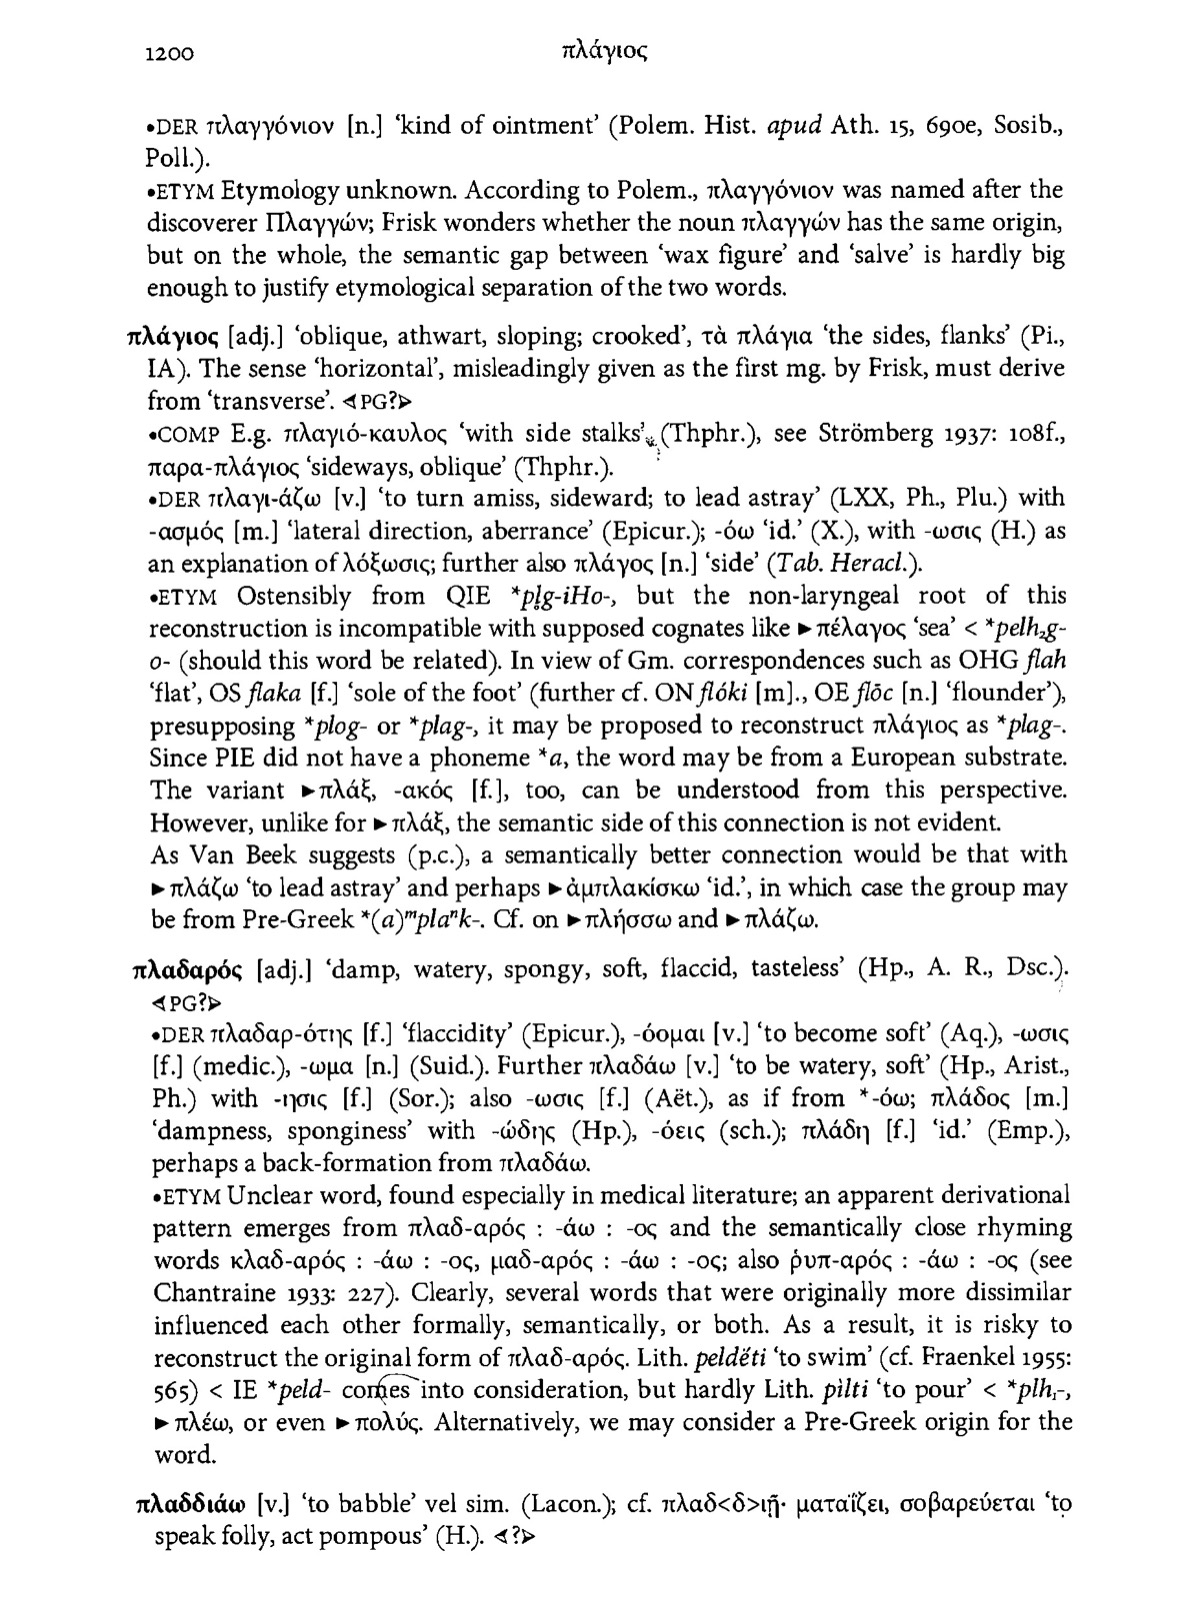 1200 πλάγιος
•DER πλαγγόνιον [n.] ‘kind of ointment’ (Polem. Hist. apud Ath. 15, 690e, Sosib.,
Poll.).
•ETYM Etymology unknown. According to Polem., πλαγγόνιον was named after the
discoverer Πλαγγών; Frisk wonders whether the noun πλαγγών has the same origin,
but on the whole, the semantic gap between ‘wax figure’ and ‘salve’ is hardly big
enough to justify etymological separation of the two words.
πλάγιος [adj.] ‘oblique, athwart, sloping; crooked’, τὰ πλάγια ‘the sides, flanks’ (Pi.,
IA). The sense ‘horizontal’, misleadingly given as the first mg. by Frisk, must derive
from ‘transverse’. ⊲PG?⊳
•COMP E.g. πλαγιό-καυλος ‘with side stalks’ (Thphr.), see Strömberg 1937: 108f.,
παρα-πλάγιος ‘sideways, oblique’ (Thphr.).
•DER πλαγι-άζω [v.] ‘to turn amiss, sideward; to lead astray’ (LXX, Ph., Plu.) with
-ασμός [m.] ‘lateral direction, aberrance’ (Epicur.); -όω ‘id.’ (X.), with -ωσις (H.) as
an explanation of λόξωσις; further also πλάγος [n.] ‘side’ (Tab. Heracl.).
•ETYM Ostensibly from QIE *pl̥g-iHo-, but the non-laryngeal root of this
reconstruction is incompatible with supposed cognates like ►πέλαγος ‘sea’ < *pelh₂g-
o- (should this word be related). In view of Gm. correspondences such as OHG flah
‘flat’, OS flaka [f.] ‘sole of the foot’ (further cf. ON flóki [m]., OE flōc [n.] ‘flounder’),
presupposing *plog- or *plag-, it may be proposed to reconstruct πλάγιος as *plag-.
Since PIE did not have a phoneme *a, the word may be from a European substrate.
The variant ►πλάξ, -ακός [f.], too, can be understood from this perspective.
However, unlike for ►πλάξ, the semantic side of this connection is not evident.
As Van Beek suggests (p.c.), a semantically better connection would be that with
►πλάζω ‘to lead astray’ and perhaps ►ἀμπλακίσκω ‘id.’, in which case the group may
be from Pre-Greek *(a)ᵐplaⁿk-. Cf. on ►πλήσσω and ►πλάζω.
πλαδαρός [adj.] ‘damp, watery, spongy, soft, flaccid, tasteless’ (Hp., A. R., Dsc.).
⊲PG?⊳
•DER πλαδαρ-ότης [f.] ‘flaccidity’ (Epicur.), -όομαι [v.] ‘to become soft’ (Aq.), -ωσις
[f.] (medic.), -ωμα [n.] (Suid.). Further πλαδάω [v.] ‘to be watery, soft’ (Hp., Arist.,
Ph.) with -ησις [f.] (Sor.); also -ωσις [f.] (Aët.), as if from *-όω; πλάδος [m.]
‘dampness, sponginess’ with -ώδης (Hp.), -όεις (sch.); πλάδη [f.] ‘id.’ (Emp.),
perhaps a back-formation from πλαδάω.
•ETYM Unclear word, found especially in medical literature; an apparent derivational
pattern emerges from πλαδ-αρός : -άω : -ος and the semantically close rhyming
words κλαδ-αρός : -άω : -ος, μαδ-αρός : -άω : -ος; also ῥυπ-αρός : -άω : -ος (see
Chantraine 1933: 227). Clearly, several words that were originally more dissimilar
influenced each other formally, semantically, or both. As a result, it is risky to
reconstruct the original form of πλαδ-αρός. Lith. peldė́ti ‘to swim’ (cf. Fraenkel 1955:
565) < IE *peld- comes into consideration, but hardly Lith. pìlti ‘to pour’ < *plh₁-,
►πλέω, or even ►πολύς. Alternatively, we may consider a Pre-Greek origin for the
word.
πλαδδιάω [v.] ‘to babble’ vel sim. (Lacon.); cf. πλαδ<δ>ιῇ· ματαΐζει, σοβαρεύεται ‘to
speak folly, act pompous’ (H.). ⊲?⊳